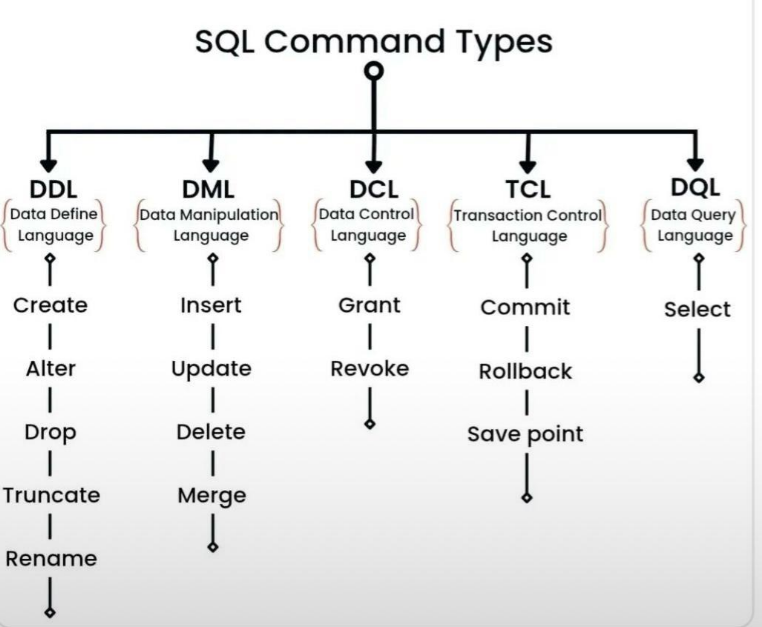 SQL Command Types
DDL
Data Define
Language
Create
Alter
Drop
Truncate
Rename
DML
Data Manipulation
Language
Insert
Update
Delete
Merge
DCL
Data Control
Language
Grant
Revoke
TCL
Transaction Control
Language
Commit
Rollback
Save point
DQL
Data Query
Language
Select